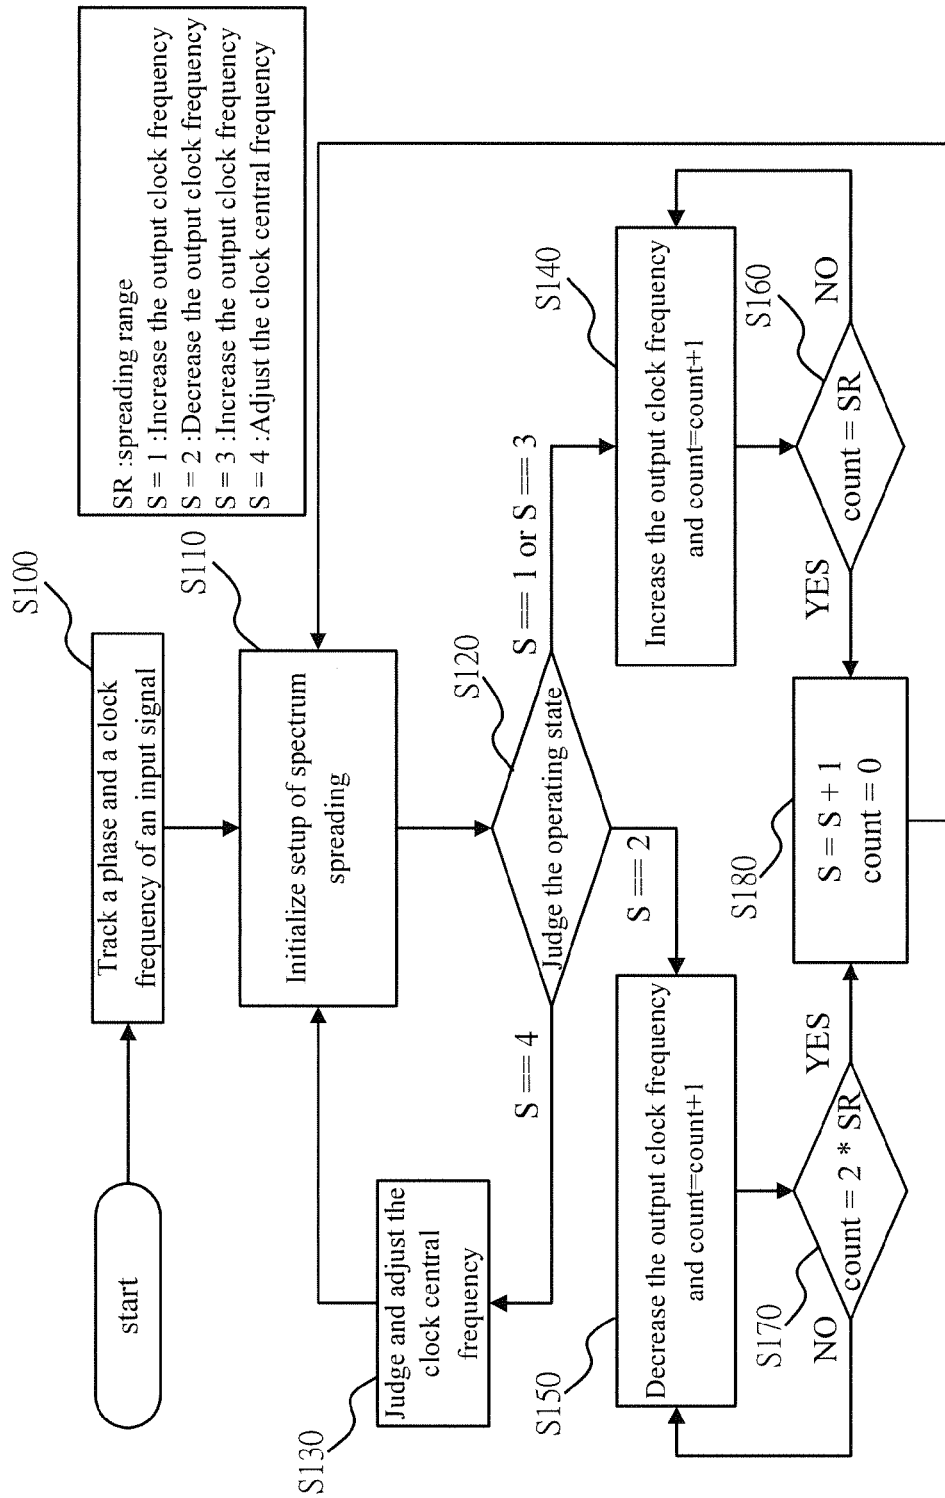 start
Track a phase and a clock
frequency of an input signal
S100
SR :spreading range
S = 1 :Increase the output clock frequency
S = 2 :Decrease the output clock frequency
S = 3 :Increase the output clock frequency
S = 4 :Adjust the clock central frequency
Initialize setup of spectrum
spreading
S110
Judge and adjust the
clock central
frequency
S130
Judge the operating state
S120
S == 4
S == 2
S == 1 or S == 3
Decrease the output clock frequency
and count=count+1
S150
Increase the output clock frequency
and count=count+1
S140
count = 2 * SR
S170
NO
YES
S = S + 1
count = 0
S180
count = SR
S160
YES
NO